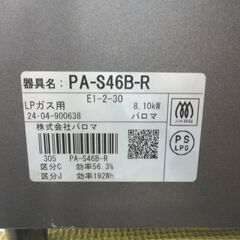 器具名: PA-S46B-R
E1-2-30
LPガス用 8.10kW
24・04-900638 パロマ
株式会社パロマ
305 PA-S46B-R
区分C 効率56.3%
区分J 効率192Wh
PS
LPG